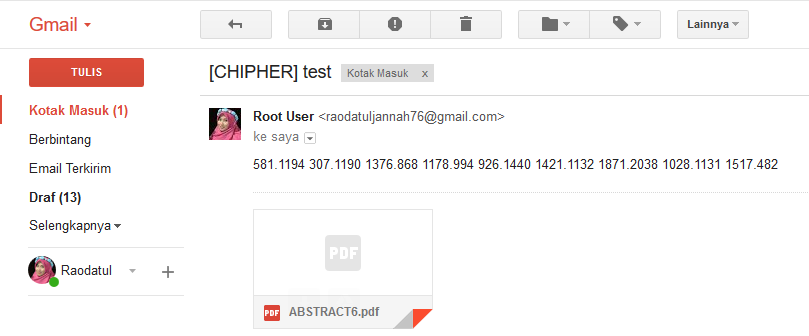 Gmail
Lainnya
TULIS
[CHIPHER] test Kotak Masuk x
Kotak Masuk (1)
Root User <raodatuljannah76@gmail.com>
Berbintang
ke saya
Email Terkirim
581.1194 307.1190 1376.868 1178.994 926.1440 1421.1132 1871.2038 1028.1131 1517.482
Draf (13)
Selengkapnya
Raodatul
PDF
PDF ABSTRACT6.pdf